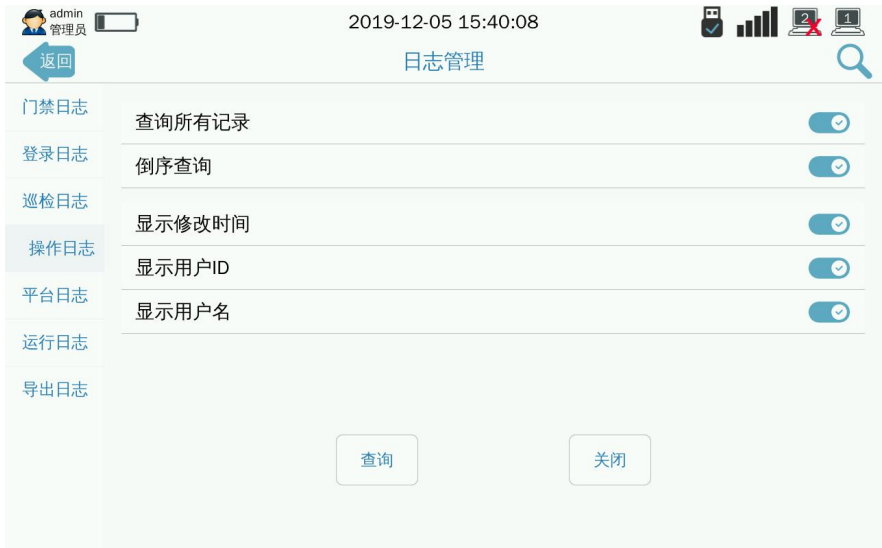 admin
管理员
2019-12-05 15:40:08
2
1
返回
日志管理
门禁日志
登录日志
巡检日志
操作日志
平台日志
运行日志
导出日志
查询所有记录
倒序查询
显示修改时间
显示用户ID
显示用户名
查询
关闭